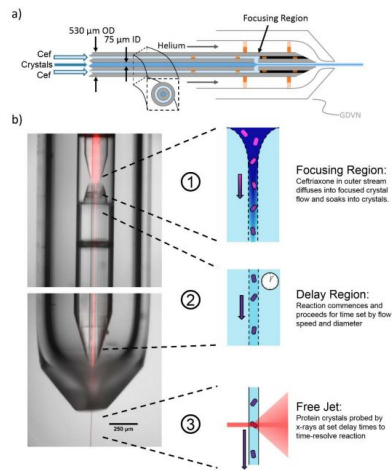 a)
530 µm OD
75 µm ID
Focusing Region
Helium
Cef
Crystals
Cef
GDVN
b)
1
Focusing Region:
Ceftriaxone in outer stream
diffuses into focused crystal
flow and soaks into crystals.
2
Delay Region:
Reaction commences and
proceeds for time set by flow
speed and diameter
250 µm
3
Free Jet:
Protein crystals probed by
x-rays at set delay times to
time-resolve reaction